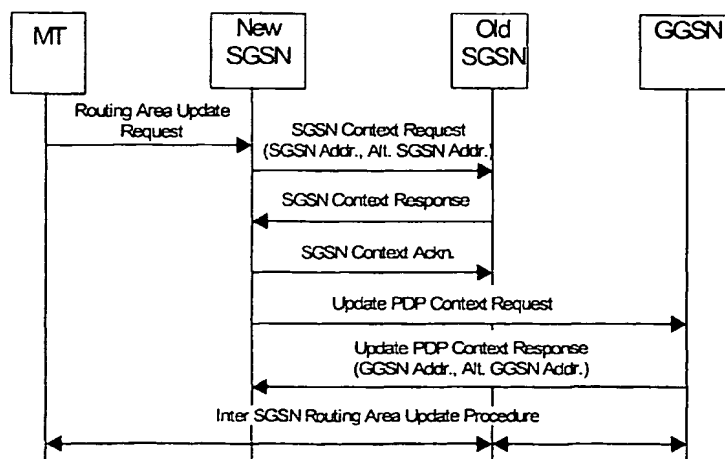 MT
New
SGSN
Old
SGSN
GGSN
Routing Area Update
Request
SGSN Context Request
(SGSN Addr., Alt. SGSN Addr.)
SGSN Context Response
SGSN Context Ackn.
Update PDP Context Request
Update PDP Context Response
(GGSN Addr., Alt. GGSN Addr.)
Inter SGSN Routing Area Update Procedure